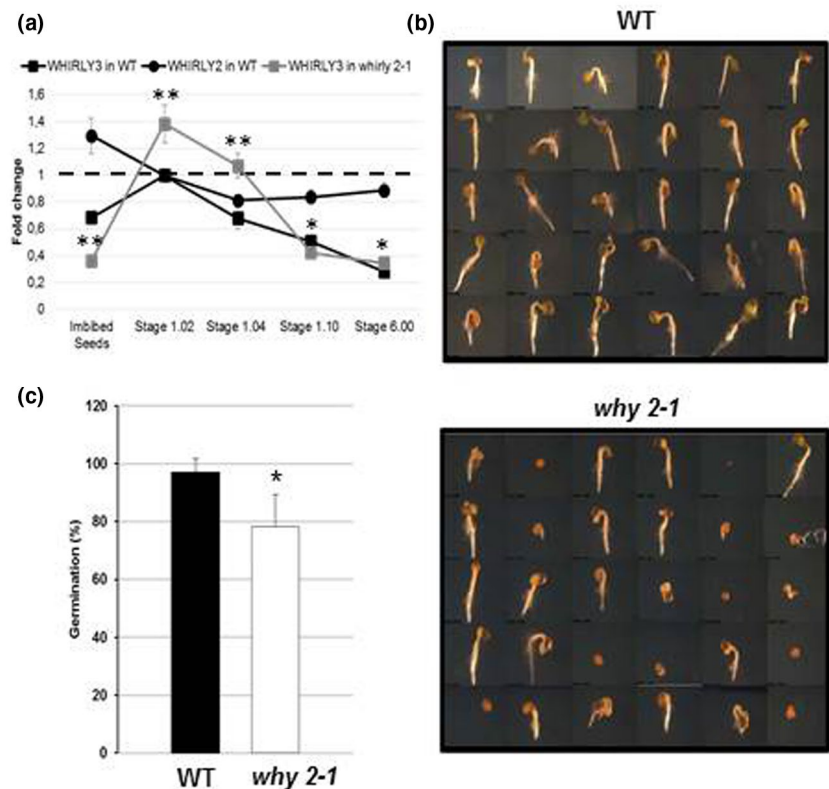 (a)
WHIRLY3 in WT WHIRLY2 in WT WHIRLY3 in whirly 2-1
Fold change
1,6
1,4
1,2
1
0,8
0,6
0,4
0,2
0
** ** ** * *
Imbibed Seeds Stage 1.02 Stage 1.04 Stage 1.10 Stage 6.00
(b)
WT
why 2-1
(c)
Germination (%)
120
100
80
60
40
20
0
*
WT why 2-1